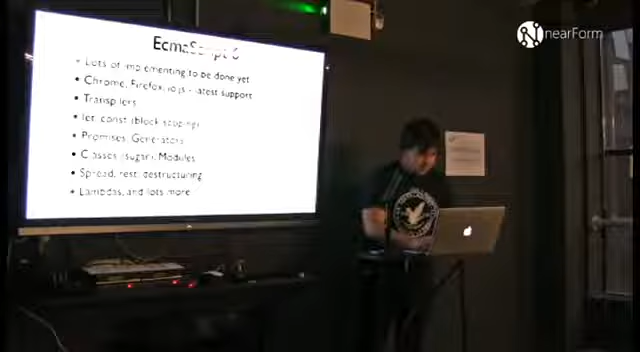 EcmaScript 6
nearForm
• Lots of implementing to be done yet
• Chrome, Firefox, io.js - latest support
• Transpilers
• let, const (block scoping)
• Promises, Generators
• Classes (sugar), Modules
• Spread, rest, destructuring
• Lambdas, and lots more